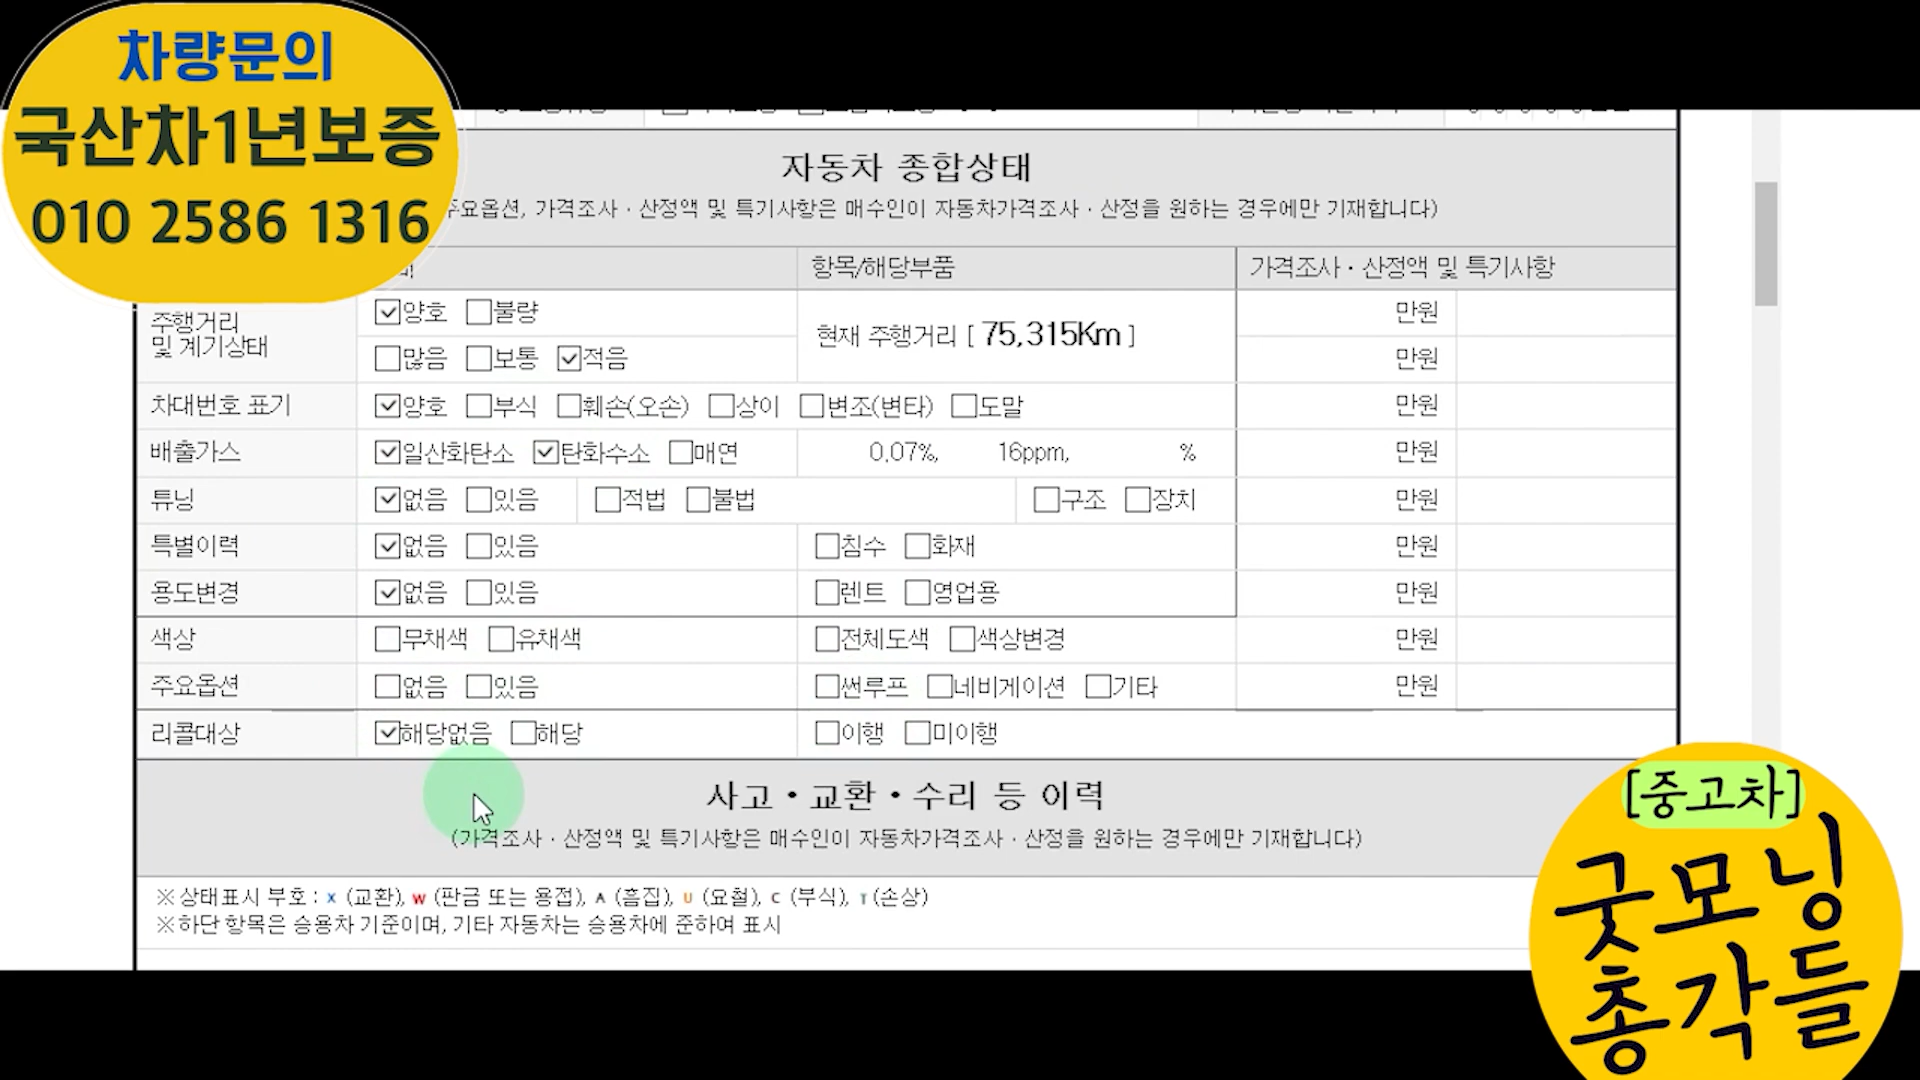 차량문의
국산차1년보증
010 2586 1316
자동차 종합상태
주요옵션, 가격조사 · 산정액 및 특기사항은 매수인이 자동차가격조사 · 산정을 원하는 경우에만 기재합니다)
항목/해당부품 가격조사 · 산정액 및 특기사항
주행거리 및 계기상태 ☑양호 ☐불량 현재 주행거리 [ 75,315Km ] 만원
☐많음 ☐보통 ☑적음 만원
차대번호 표기 ☑양호 ☐부식 ☐훼손(오손) ☐상이 ☐변조(변타) ☐도말 만원
배출가스 ☑일산화탄소 ☑탄화수소 ☐매연 0.07%, 16ppm, % 만원
튜닝 ☑없음 ☐있음 ☐적법 ☐불법 ☐구조 ☐장치 만원
특별이력 ☑없음 ☐있음 ☐침수 ☐화재 만원
용도변경 ☑없음 ☐있음 ☐렌트 ☐영업용 만원
색상 ☐무채색 ☐유채색 ☐전체도색 ☐색상변경 만원
주요옵션 ☐없음 ☐있음 ☐썬루프 ☐네비게이션 ☐기타 만원
리콜대상 ☑해당없음 ☐해당 ☐이행 ☐미이행
사고 • 교환 • 수리 등 이력
(가격조사 · 산정액 및 특기사항은 매수인이 자동차가격조사 · 산정을 원하는 경우에만 기재합니다)
※ 상태표시 부호 : X (교환), W (판금 또는 용접), A (흠집), U (요철), C (부식), T (손상)
※ 하단 항목은 승용차 기준이며, 기타 자동차는 승용차에 준하여 표시
[중고차]
굿모닝
총각들